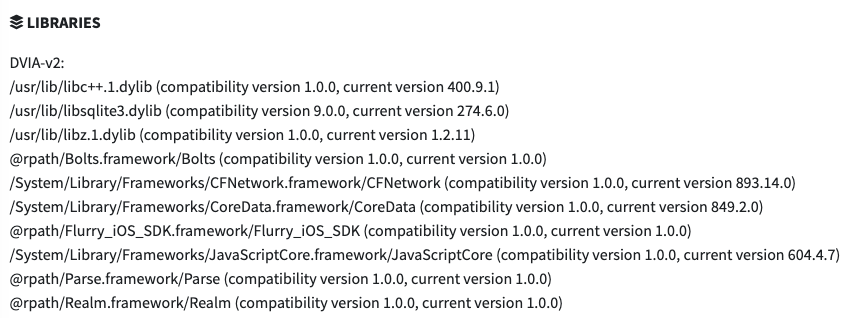 LIBRARIES
DVIA-v2:
/usr/lib/libc++.1.dylib (compatibility version 1.0.0, current version 400.9.1)
/usr/lib/libsqlite3.dylib (compatibility version 9.0.0, current version 274.6.0)
/usr/lib/libz.1.dylib (compatibility version 1.0.0, current version 1.2.11)
@rpath/Bolts.framework/Bolts (compatibility version 1.0.0, current version 1.0.0)
/System/Library/Frameworks/CFNetwork.framework/CFNetwork (compatibility version 1.0.0, current version 893.14.0)
/System/Library/Frameworks/CoreData.framework/CoreData (compatibility version 1.0.0, current version 849.2.0)
@rpath/Flurry_iOS_SDK.framework/Flurry_iOS_SDK (compatibility version 1.0.0, current version 1.0.0)
/System/Library/Frameworks/JavaScriptCore.framework/JavaScriptCore (compatibility version 1.0.0, current version 604.4.7)
@rpath/Parse.framework/Parse (compatibility version 1.0.0, current version 1.0.0)
@rpath/Realm.framework/Realm (compatibility version 1.0.0, current version 1.0.0)